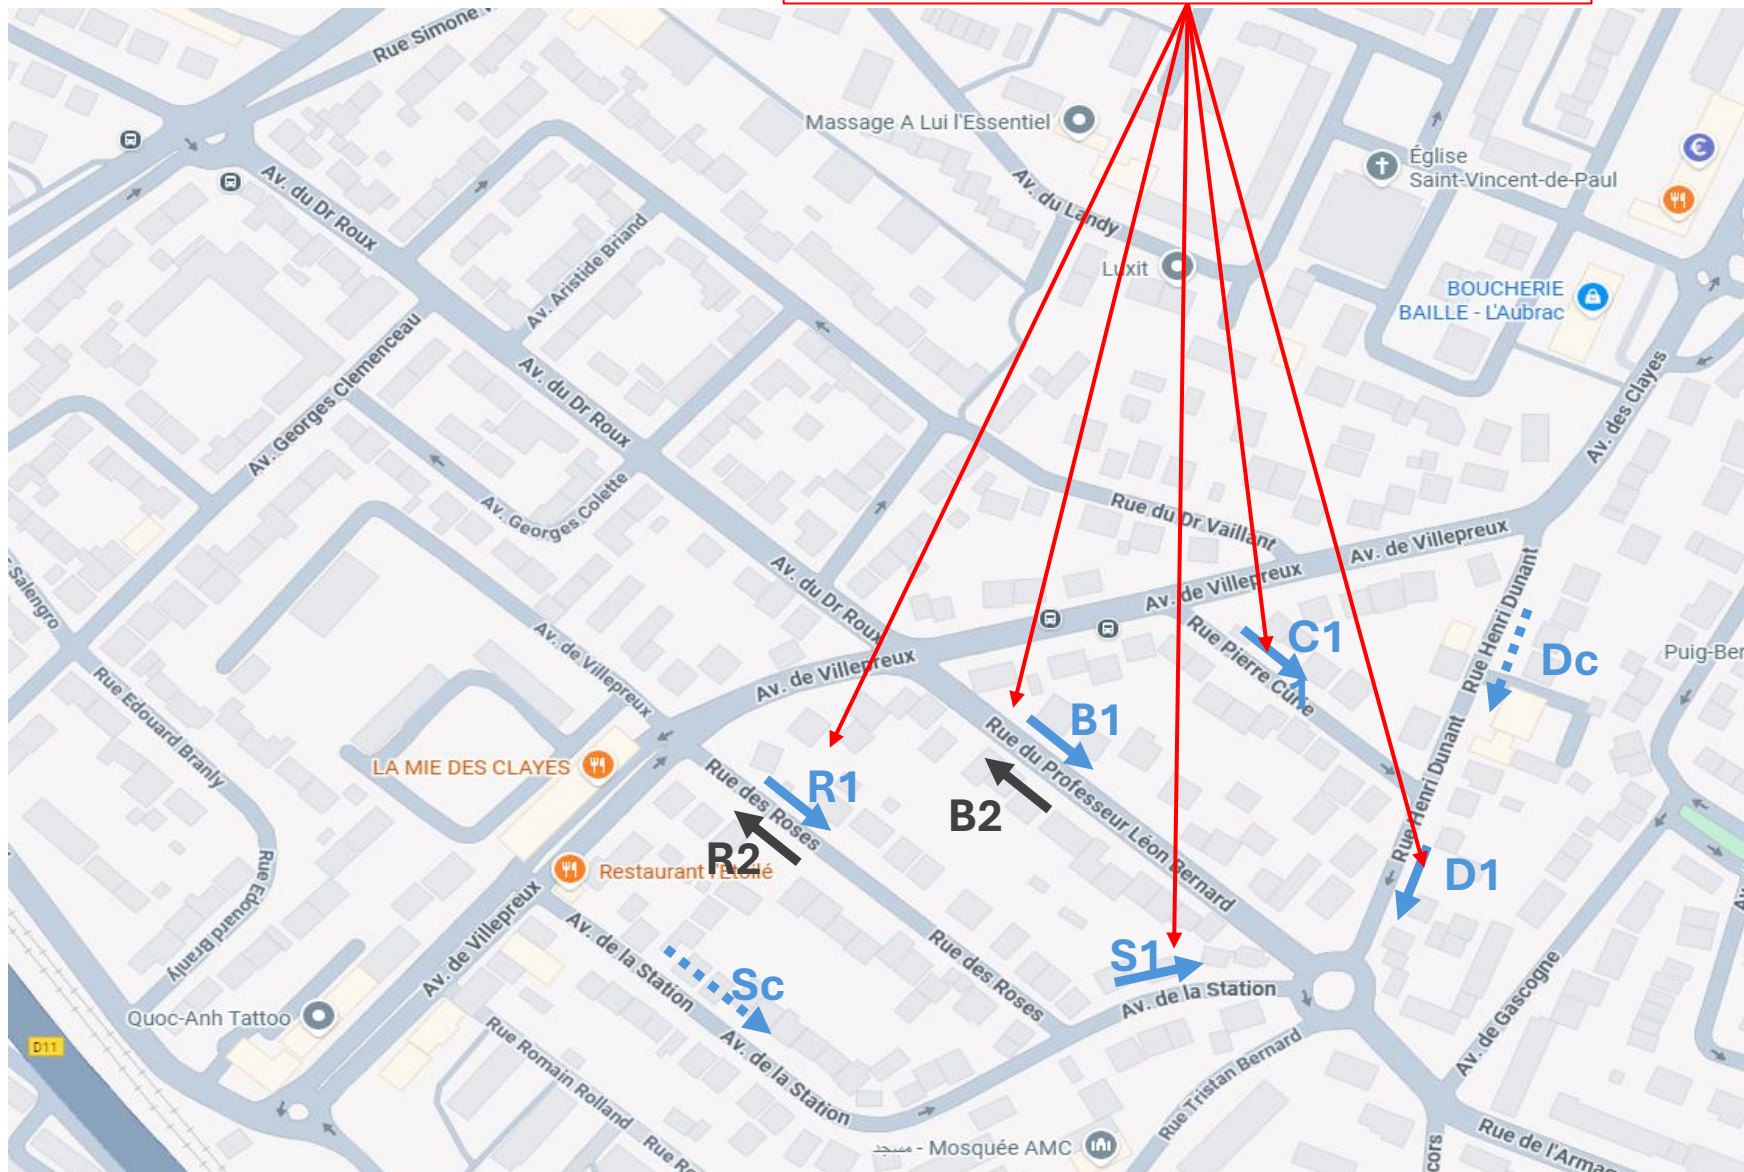 Rue Simone V
Massage A Lui l'Essentiel
Église
Saint-Vincent-de-Paul
Av. du Dr Roux
Av. du Landy
Av. Aristide Briand
Luxit
BOUCHERIE
BAILLE - L'Aubrac
Av. Georges Clemenceau
Av. du Dr Roux
Av. des Clayes
Av. Georges Colette
Rue du Dr Vaillant
Av. de Villepreux
Salengro
Av. du Dr Roux
Av. de Villepreux
Rue Henri Dunant
Av. de Villepreux
Rue Pierre Curie
C1
Dc
Puig-Ber
Av. de Villepreux
Rue Edouard Branly
B1
Rue du Professeur Léon Bernard
LA MIE DES CLAYES
Rue des Roses
R1
B2
Rue Henri Dunant
R2
Restaurant l'Étoilé
D1
Rue Edouard Branly
Av. de Villepreux
Av. de la Station
Rue des Roses
S1
Sc
Av. de la Station
Av. de Gascogne
Quoc-Anh Tattoo
D11
Rue Romain Rolland
Av. de la Station
Rue Tristan Bernard
مسجد - Mosquée AMC
Rue de l'Arma
cors